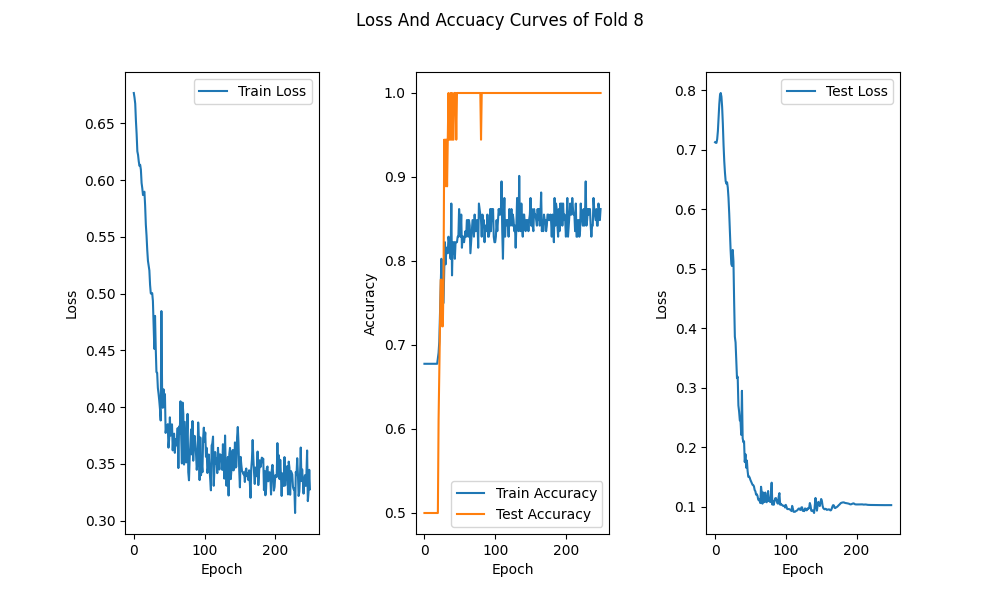 Loss And Accuacy Curves of Fold 8
Train Loss
0.65
0.60
0.55
0.50
0.45
0.40
0.35
0.30
Loss
0
100
200
Epoch
1.0
0.9
0.8
0.7
0.6
0.5
Accuracy
Train Accuracy
Test Accuracy
0
100
200
Epoch
Test Loss
0.8
0.7
0.6
0.5
0.4
0.3
0.2
0.1
Loss
0
100
200
Epoch